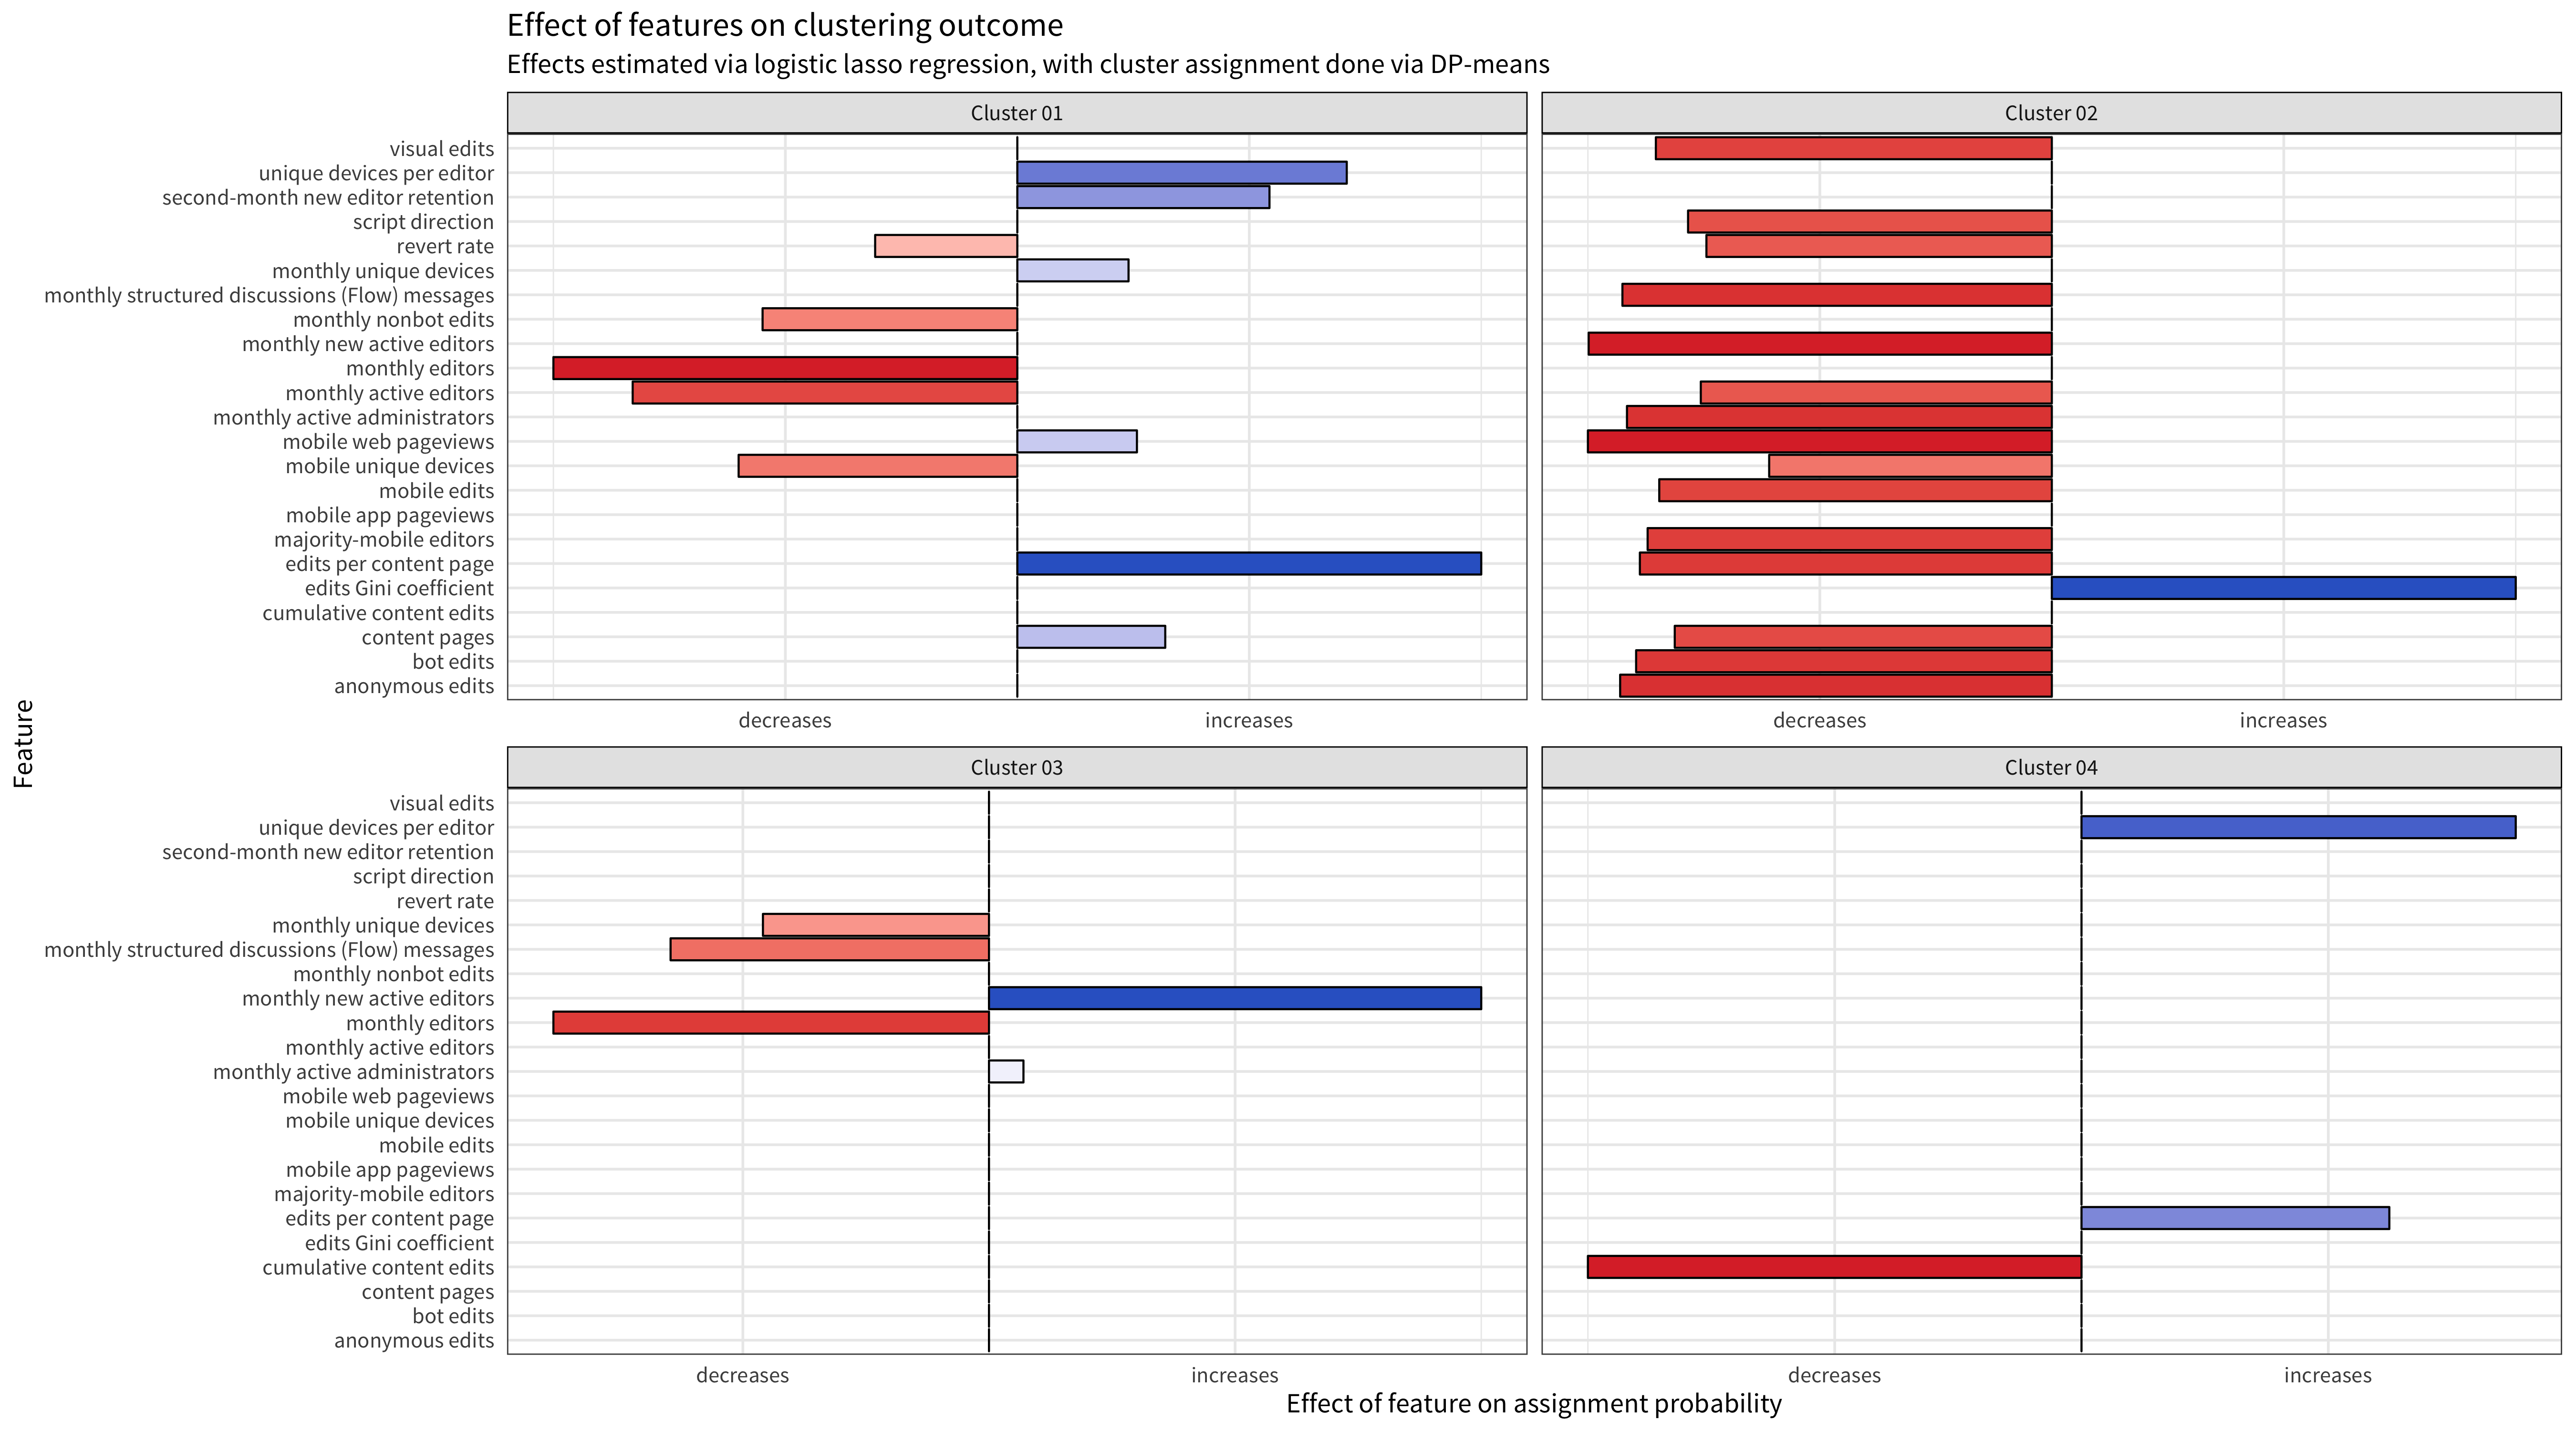 Effect of features on clustering outcome
Effects estimated via logistic lasso regression, with cluster assignment done via DP-means
Cluster 01
Cluster 02
visual edits
unique devices per editor
second-month new editor retention
script direction
revert rate
monthly unique devices
monthly structured discussions (Flow) messages
monthly nonbot edits
monthly new active editors
monthly editors
monthly active editors
monthly active administrators
mobile web pageviews
mobile unique devices
mobile edits
mobile app pageviews
majority-mobile editors
edits per content page
edits Gini coefficient
cumulative content edits
content pages
bot edits
anonymous edits
decreases
increases
decreases
increases
Feature
Cluster 03
Cluster 04
visual edits
unique devices per editor
second-month new editor retention
script direction
revert rate
monthly unique devices
monthly structured discussions (Flow) messages
monthly nonbot edits
monthly new active editors
monthly editors
monthly active editors
monthly active administrators
mobile web pageviews
mobile unique devices
mobile edits
mobile app pageviews
majority-mobile editors
edits per content page
edits Gini coefficient
cumulative content edits
content pages
bot edits
anonymous edits
decreases
increases
decreases
increases
Effect of feature on assignment probability